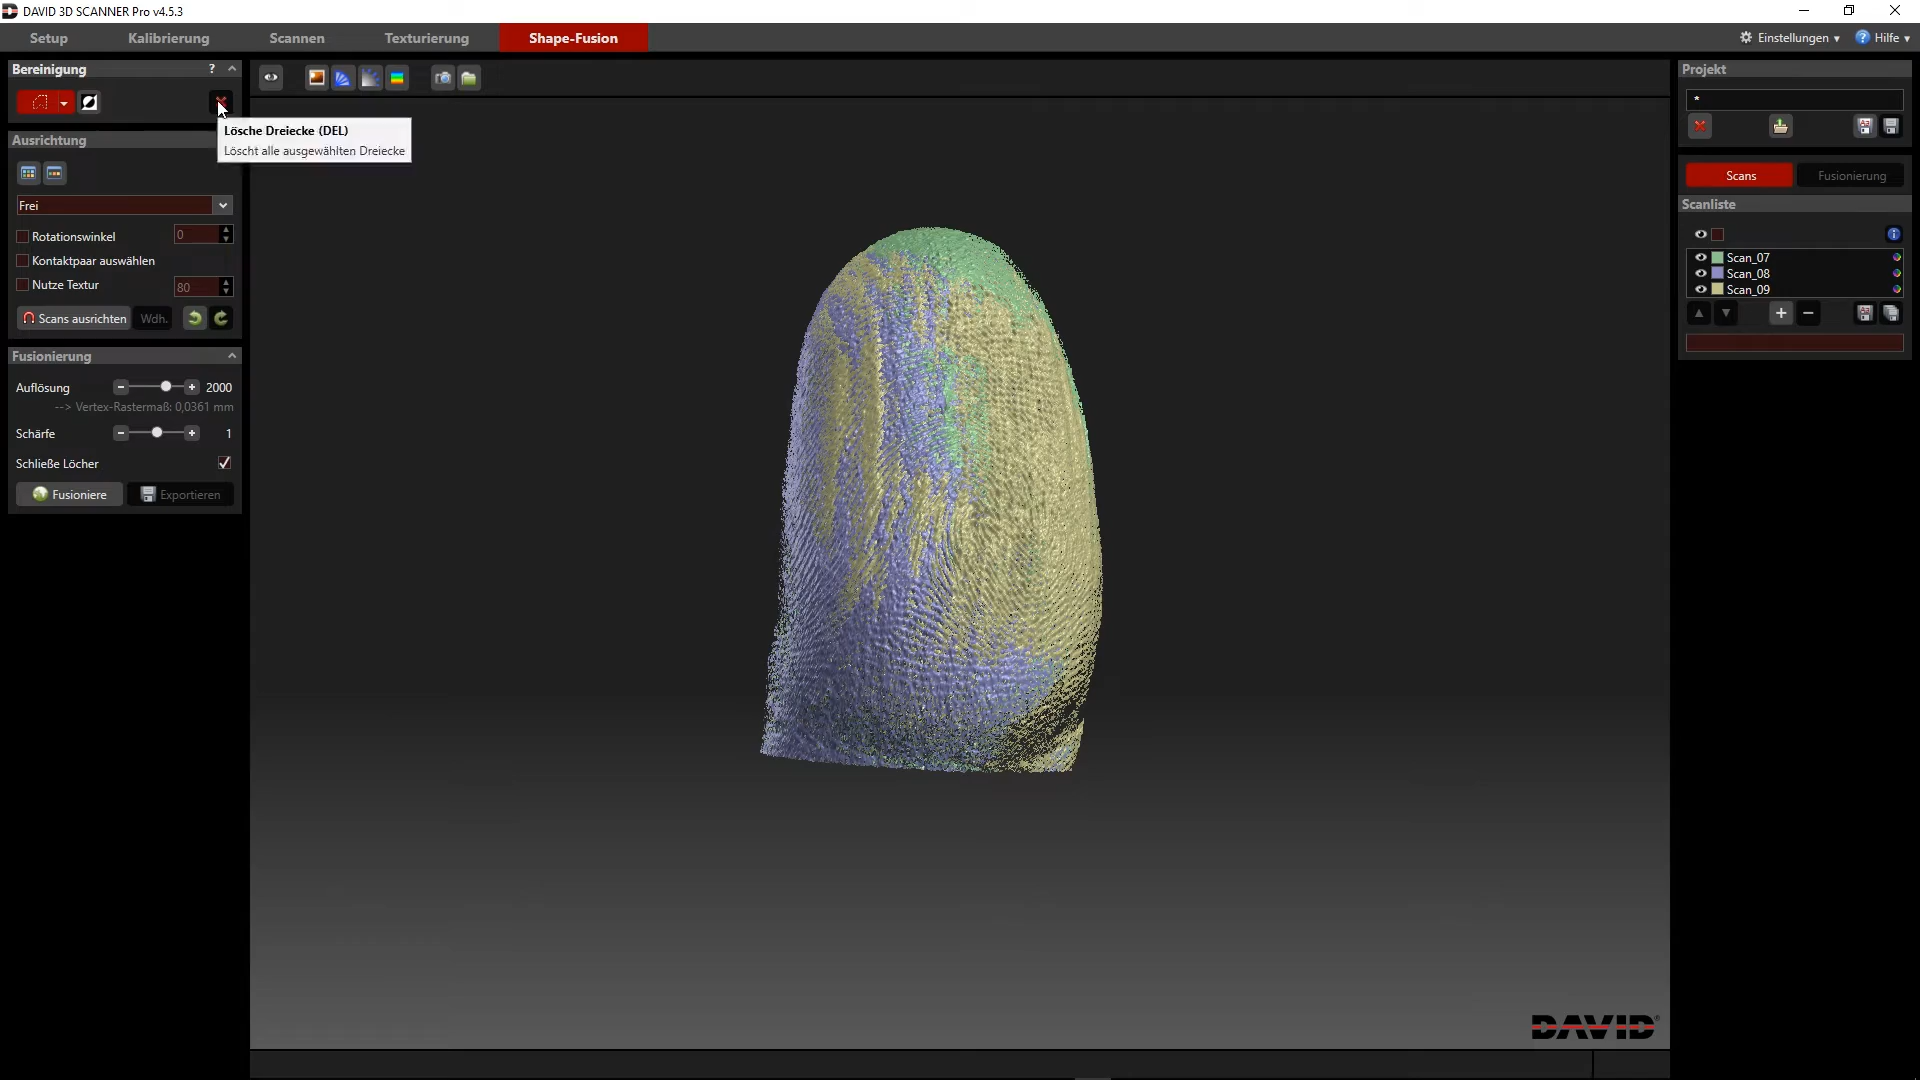 DAVID 3D SCANNER Pro v4.5.3
Setup
Kalibrierung
Scannen
Texturierung
Shape-Fusion
Einstellungen
? Hilfe
Bereinigung ?
Lösche Dreiecke (DEL)
Löscht alle ausgewählten Dreiecke
Ausrichtung
Frei
Rotationswinkel 0
Kontaktpaar auswählen
Nutze Textur 80
Scans ausrichten Wdh.
Fusionierung
Auflösung - + 2000
--> Vertex-Rastermaß: 0,0361 mm
Schärfe - + 1
Schließe Löcher
Fusioniere Exportieren
Projekt
*
Scans Fusionierung
Scanliste
i
Scan_07
Scan_08
Scan_09
+ −
DAVID